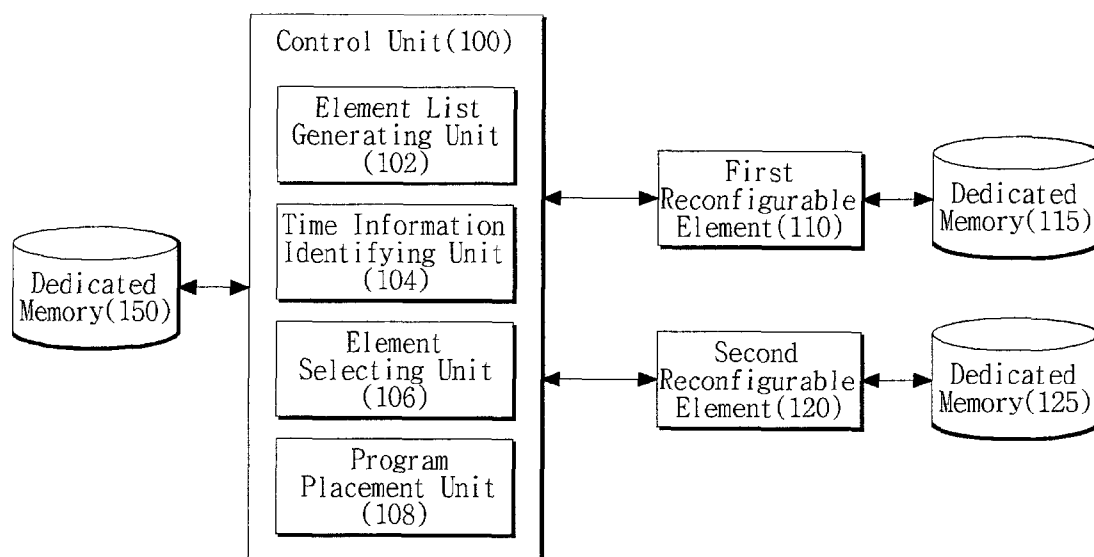 Control Unit(100)
Element List
Generating Unit
(102)
Time Information
Identifying Unit
(104)
Element
Selecting Unit
(106)
Program
Placement Unit
(108)
Dedicated
Memory(150)
First
Reconfigurable
Element(110)
Dedicated
Memory(115)
Second
Reconfigurable
Element(120)
Dedicated
Memory(125)